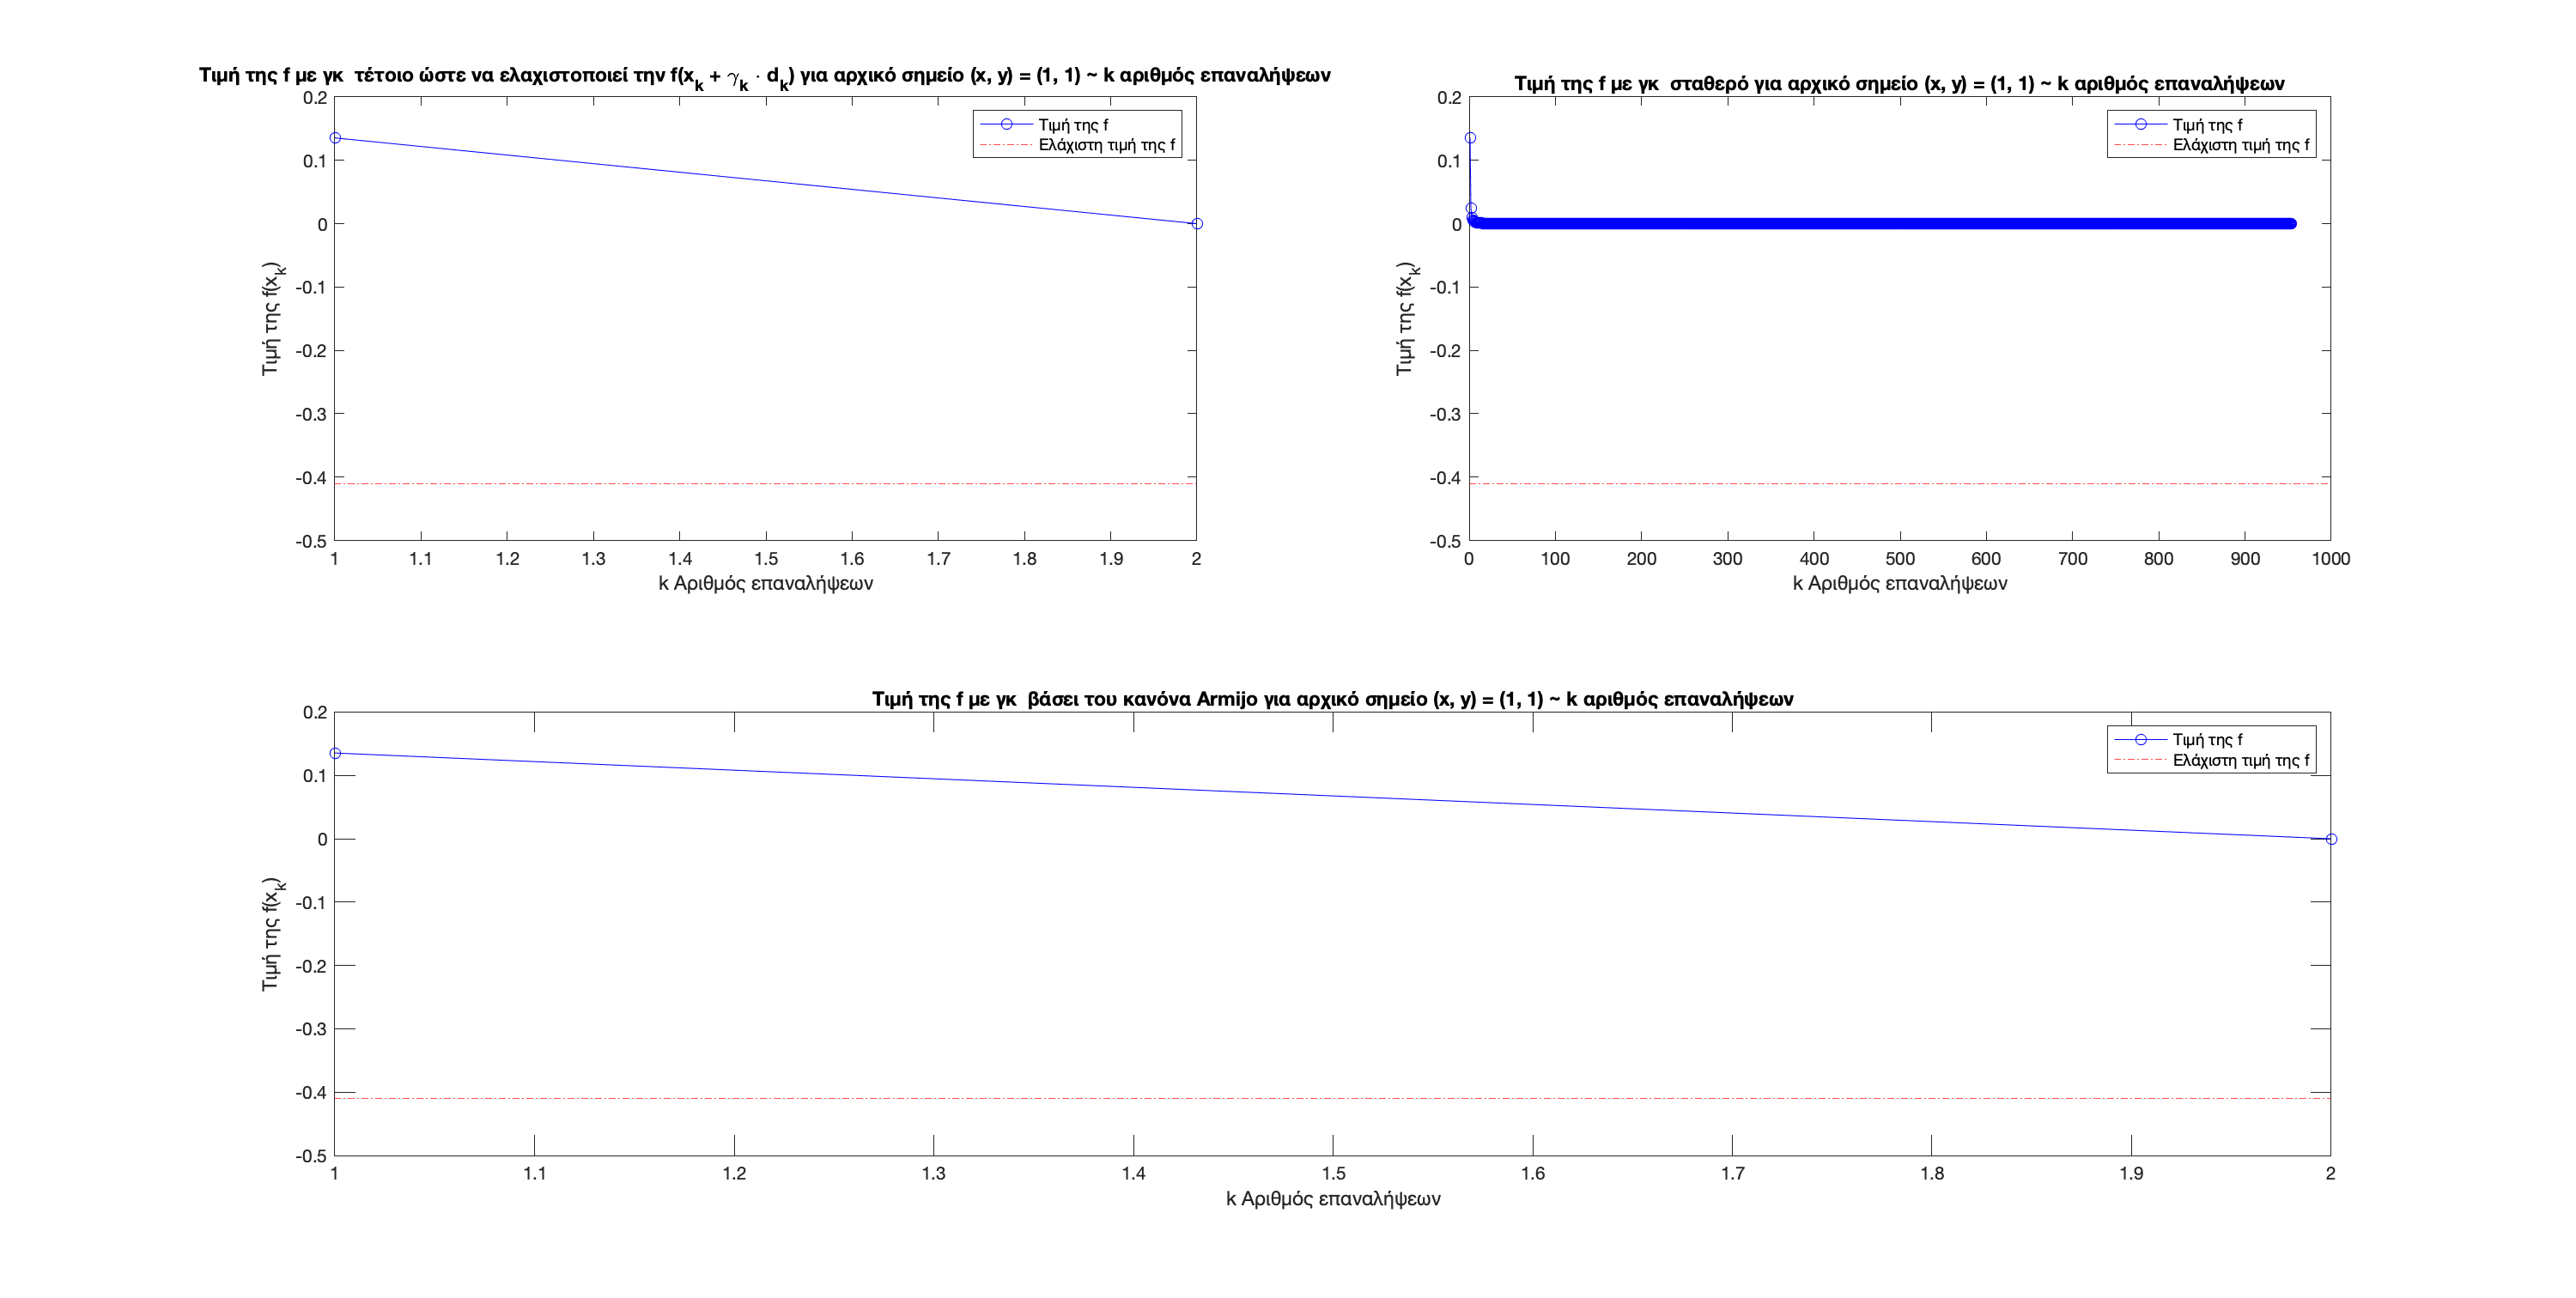 Τιμή της f με γκ τέτοιο ώστε να ελαχιστοποιεί την f(x_k + γ_k · d_k) για αρχικό σημείο (x, y) = (1, 1) ~ k αριθμός επαναλήψεων
0.2
0.1
0
-0.1
-0.2
-0.3
-0.4
-0.5
Τιμή της f(x_k)
Τιμή της f
Ελάχιστη τιμή της f
1 1.1 1.2 1.3 1.4 1.5 1.6 1.7 1.8 1.9 2
k Αριθμός επαναλήψεων
Τιμή της f με γκ σταθερό για αρχικό σημείο (x, y) = (1, 1) ~ k αριθμός επαναλήψεων
0.2
0.1
0
-0.1
-0.2
-0.3
-0.4
-0.5
Τιμή της f(x_k)
Τιμή της f
Ελάχιστη τιμή της f
0 100 200 300 400 500 600 700 800 900 1000
k Αριθμός επαναλήψεων
Τιμή της f με γκ βάσει του κανόνα Armijo για αρχικό σημείο (x, y) = (1, 1) ~ k αριθμός επαναλήψεων
0.2
0.1
0
-0.1
-0.2
-0.3
-0.4
-0.5
Τιμή της f(x_k)
Τιμή της f
Ελάχιστη τιμή της f
1 1.1 1.2 1.3 1.4 1.5 1.6 1.7 1.8 1.9 2
k Αριθμός επαναλήψεων